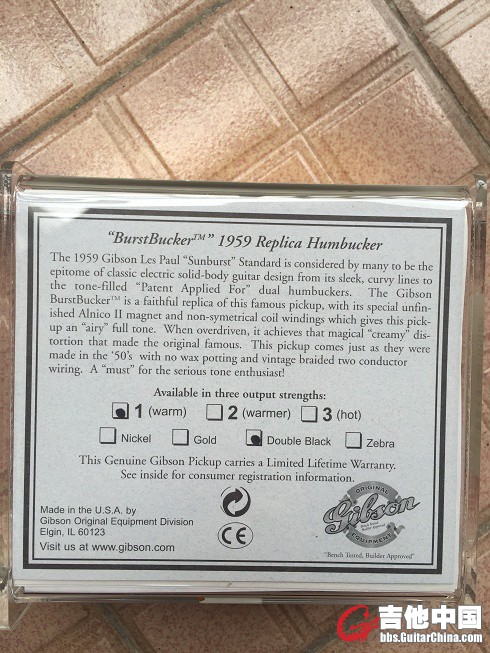 "BurstBucker™" 1959 Replica Humbucker
The 1959 Gibson Les Paul "Sunburst" Standard is considered by many to be the
epitome of classic electric solid-body guitar design from its sleek, curvy lines to
the tone-filled "Patent Applied For" dual humbuckers. The Gibson
BurstBucker™ is a faithful replica of this famous pickup, with its special unfin-
ished Alnico II magnet and non-symetrical coil windings which gives this pick-
up an "airy" full tone. When overdriven, it achieves that magical "creamy" dis-
tortion that made the original famous. This pickup comes just as they were
made in the '50's with no wax potting and vintage braided two conductor
wiring. A "must" for the serious tone enthusiast!
Available in three output strengths:
1 (warm) 2 (warmer) 3 (hot)
Nickel Gold Double Black Zebra
This Genuine Gibson Pickup carries a Limited Lifetime Warranty.
See inside for consumer registration information.
Made in the U.S.A. by
Gibson Original Equipment Division
Elgin, IL 60123
Visit us at www.gibson.com
CE
ORIGINAL
Gibson
EQUIPMENT
"Bench Tested, Builder Approved"
吉他中国
bbs.GuitarChina.com